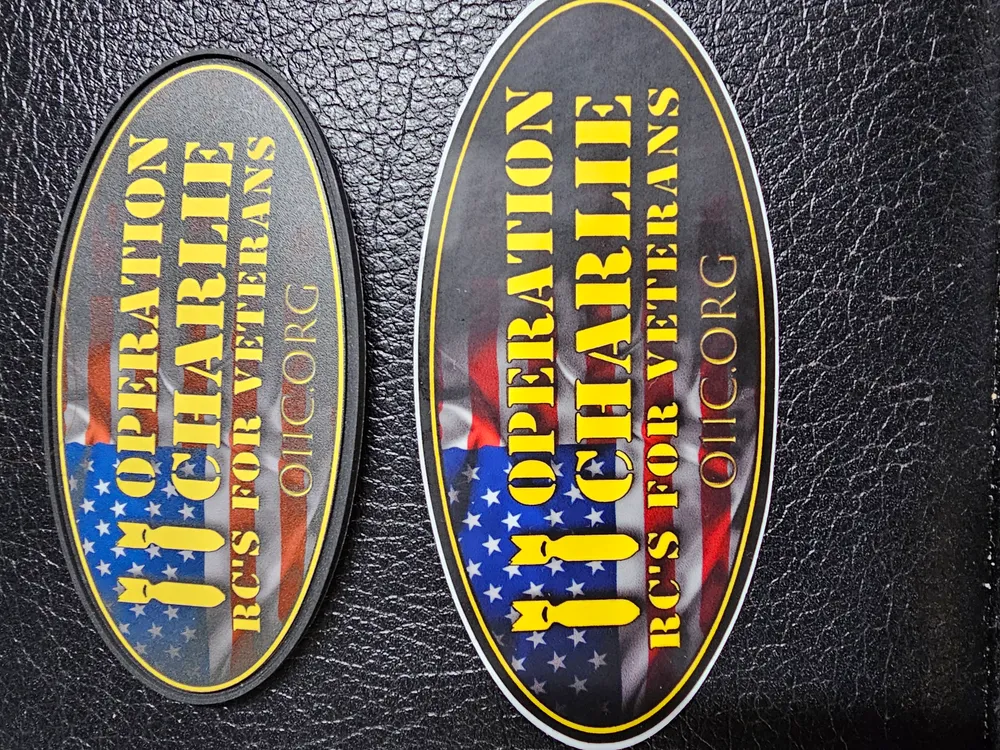 OPERATION
CHARLIE
RC'S FOR VETERANS
OIIC.ORG
OPERATION
CHARLIE
RC'S FOR VETERANS
OIIC.ORG